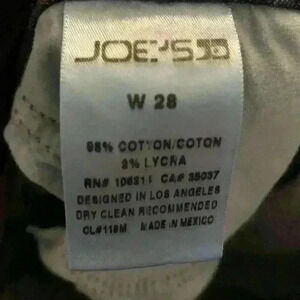 JOE'S
W 28
98% COTTON/COTON
2% LYCRA
RN# CA# 35037
DESIGNED IN LOS ANGELES
DRY CLEAN RECOMMENDED
CL#118M MADE IN MEXICO